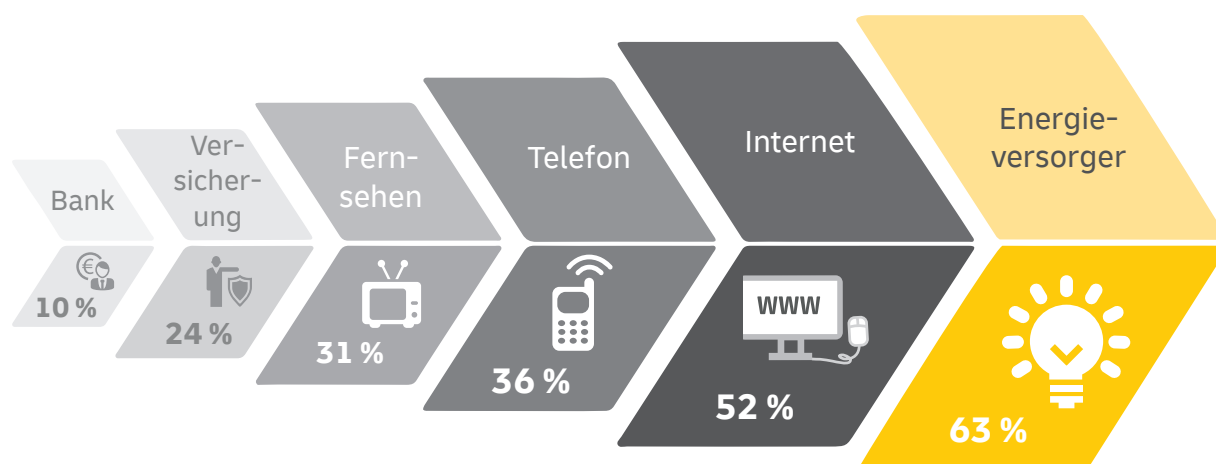 Bank
10 %
Ver-
sicher-
ung
24 %
Fern-
sehen
31 %
Telefon
36 %
Internet
WWW
52 %
Energie-
versorger
63 %
€